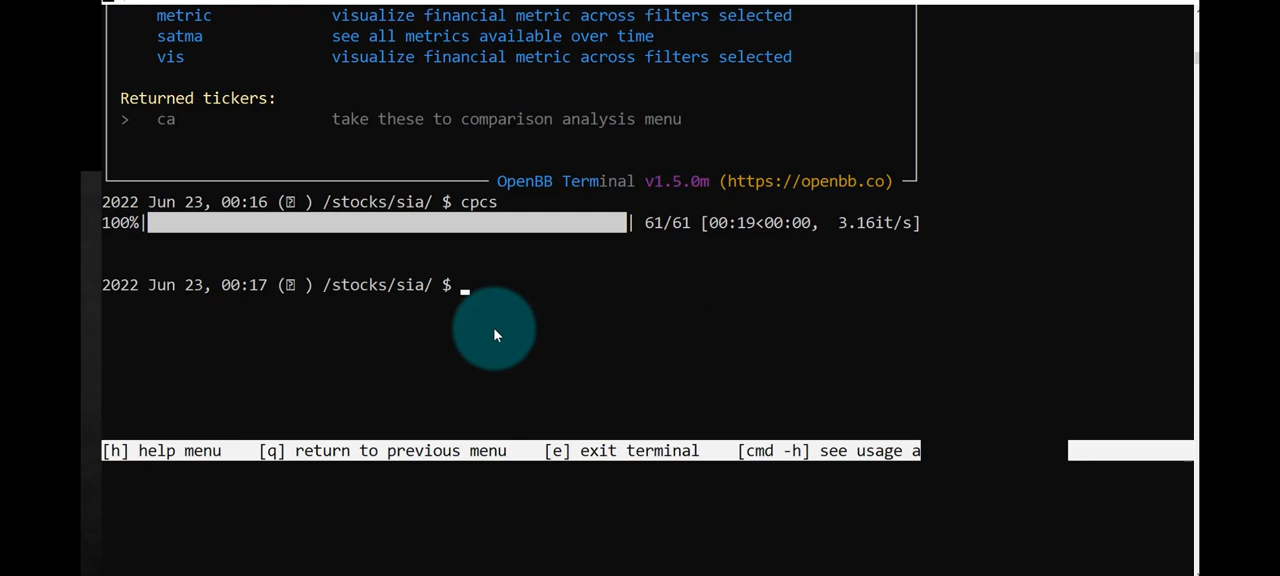 metric visualize financial metric across filters selected
satma see all metrics available over time
vis visualize financial metric across filters selected
Returned tickers:
> ca take these to comparison analysis menu
OpenBB Terminal v1.5.0m (https://openbb.co)
2022 Jun 23, 00:16 (🦋 ) /stocks/sia/ $ cpcs
100%| | 61/61 [00:19<00:00, 3.16it/s]
2022 Jun 23, 00:17 (🦋 ) /stocks/sia/ $
[h] help menu [q] return to previous menu [e] exit terminal [cmd -h] see usage a